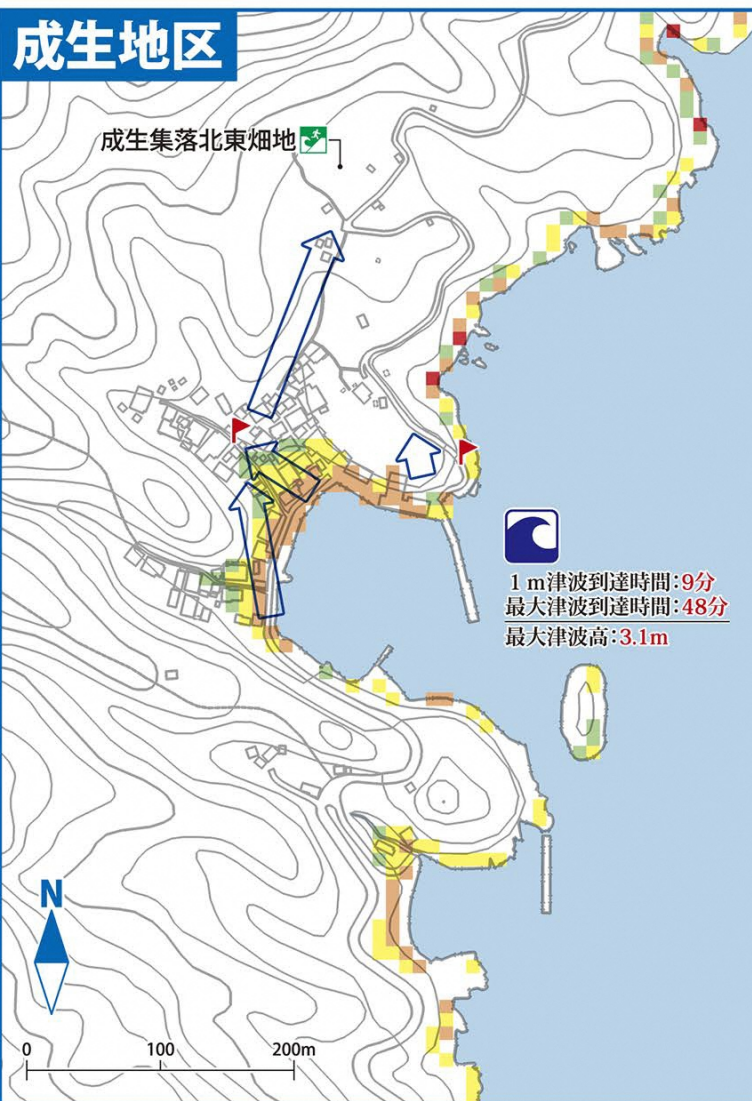 成生地区
成生集落北東畑地
1m津波到達時間:9分
最大津波到達時間:48分
最大津波高:3.1m
N
0 100 200m